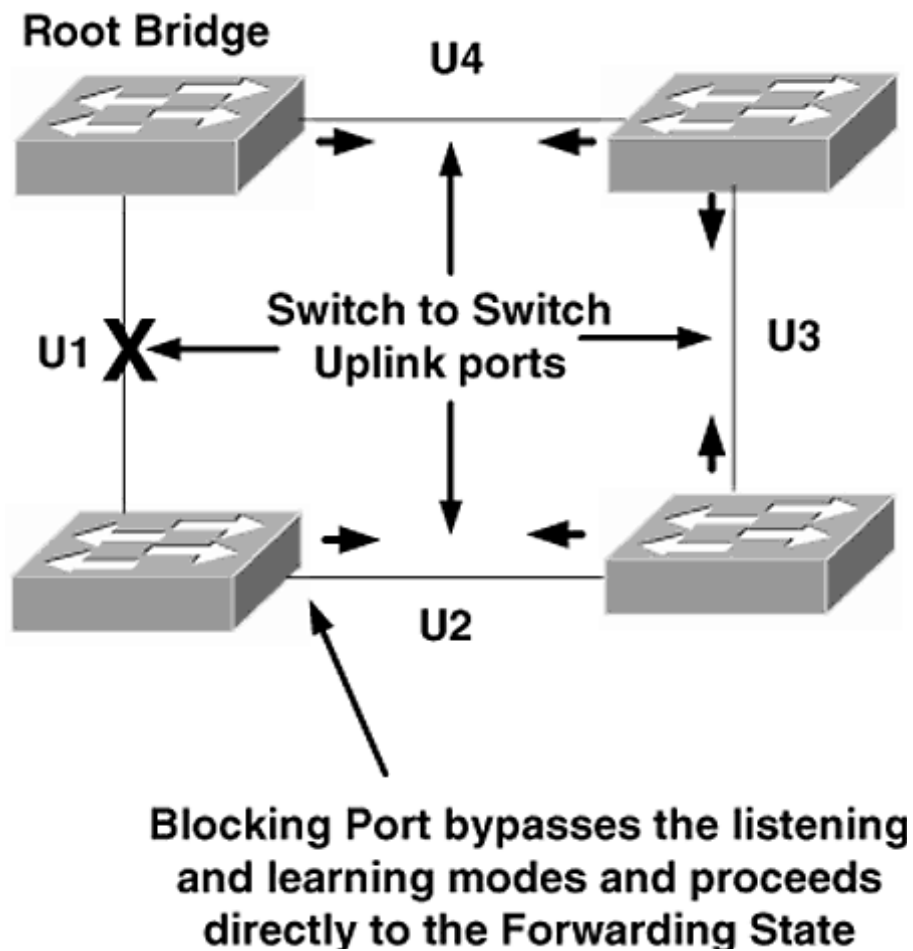 Root Bridge
U4
Switch to Switch
Uplink ports
U1
X
U3
U2
Blocking Port bypasses the listening
and learning modes and proceeds
directly to the Forwarding State